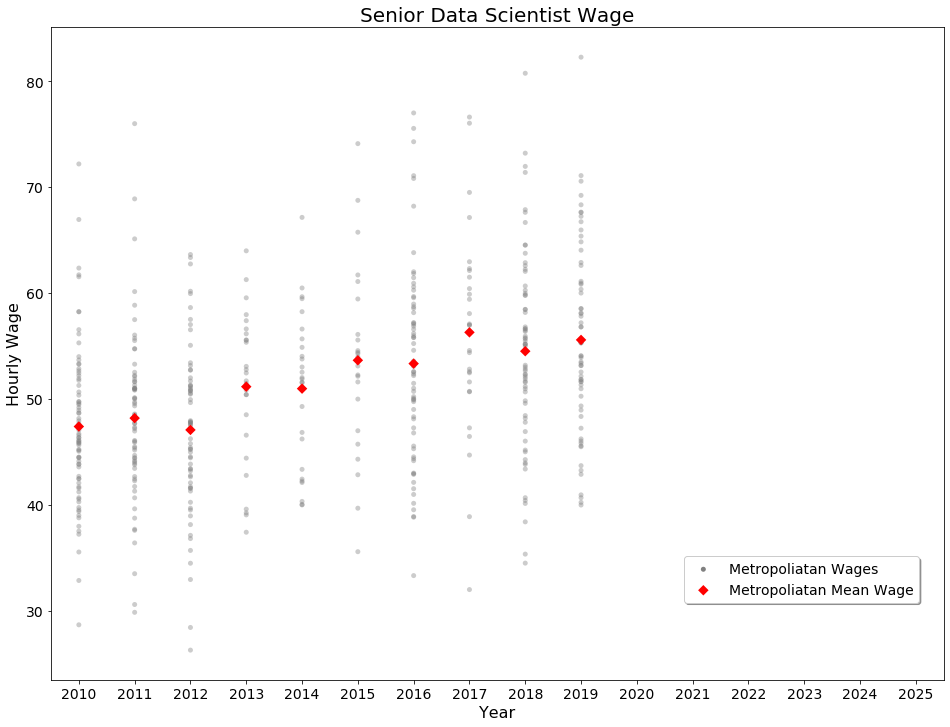 Senior Data Scientist Wage
80
70
60
50
40
30
Hourly Wage
Metropoliatan Wages
Metropoliatan Mean Wage
2010 2011 2012 2013 2014 2015 2016 2017 2018 2019 2020 2021 2022 2023 2024 2025
Year